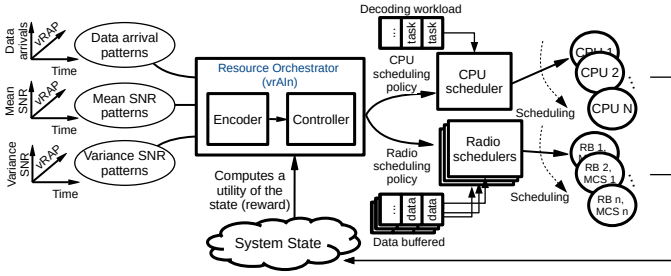 Data
arrivals
vRAP
Time
Data arrival
patterns
Mean
SNR
vRAP
Time
Mean SNR
patterns
Variance
SNR
vRAP
Time
Variance SNR
patterns
Resource Orchestrator
(vrAIn)
Encoder
Controller
Computes a
utility of the
state (reward)
System State
Decoding workload
... task task
CPU
scheduling
policy
CPU
scheduler
Radio
scheduling
policy
Radio
schedulers
... data data
Data buffered
Scheduling
CPU 1
CPU 2
...
CPU N
Scheduling
RB 1,
RB 2,
MCS 1
...
RB n,
MCS n